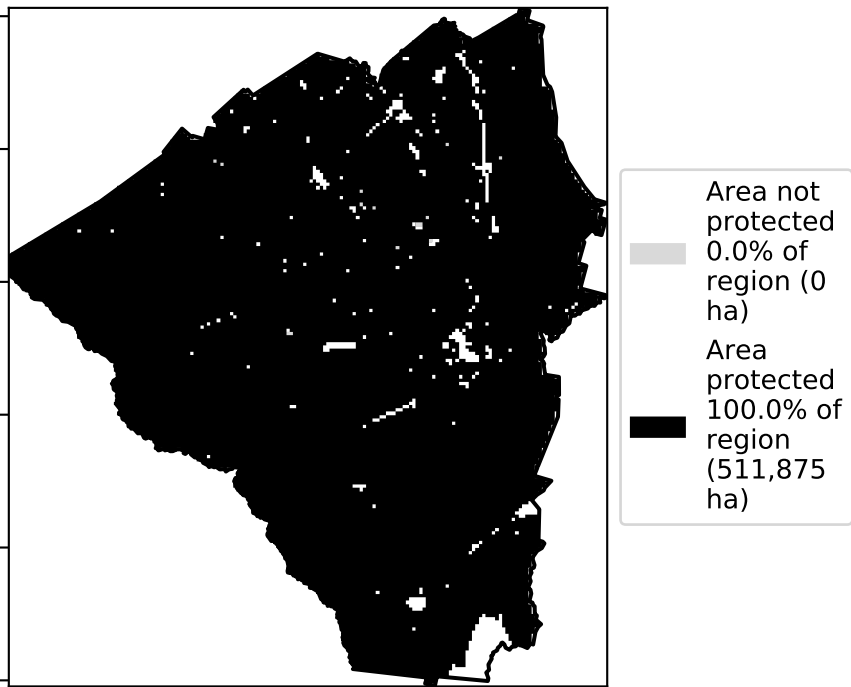 Area not
protected
0.0% of
region (0
ha)
Area
protected
100.0% of
region
(511,875
ha)